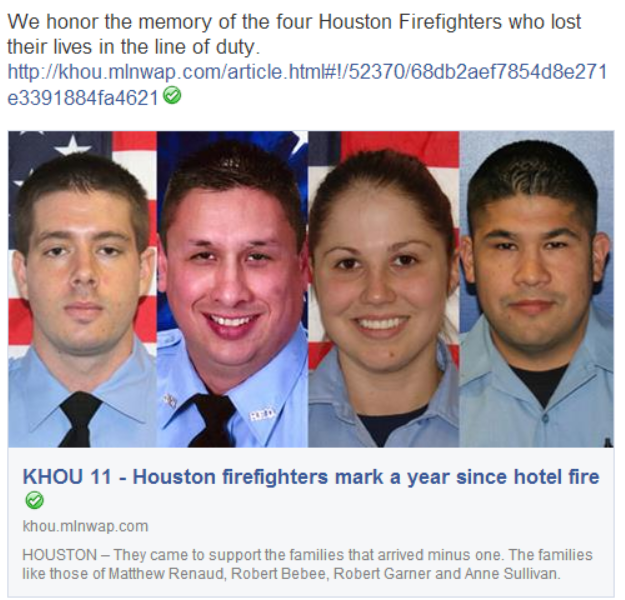 We honor the memory of the four Houston Firefighters who lost
their lives in the line of duty.
http://khou.mlnwap.com/article.html#!/52370/68db2aef7854d8e271
e3391884fa4621
KHOU 11 - Houston firefighters mark a year since hotel fire
khou.mlnwap.com
HOUSTON – They came to support the families that arrived minus one. The families
like those of Matthew Renaud, Robert Bebee, Robert Garner and Anne Sullivan.